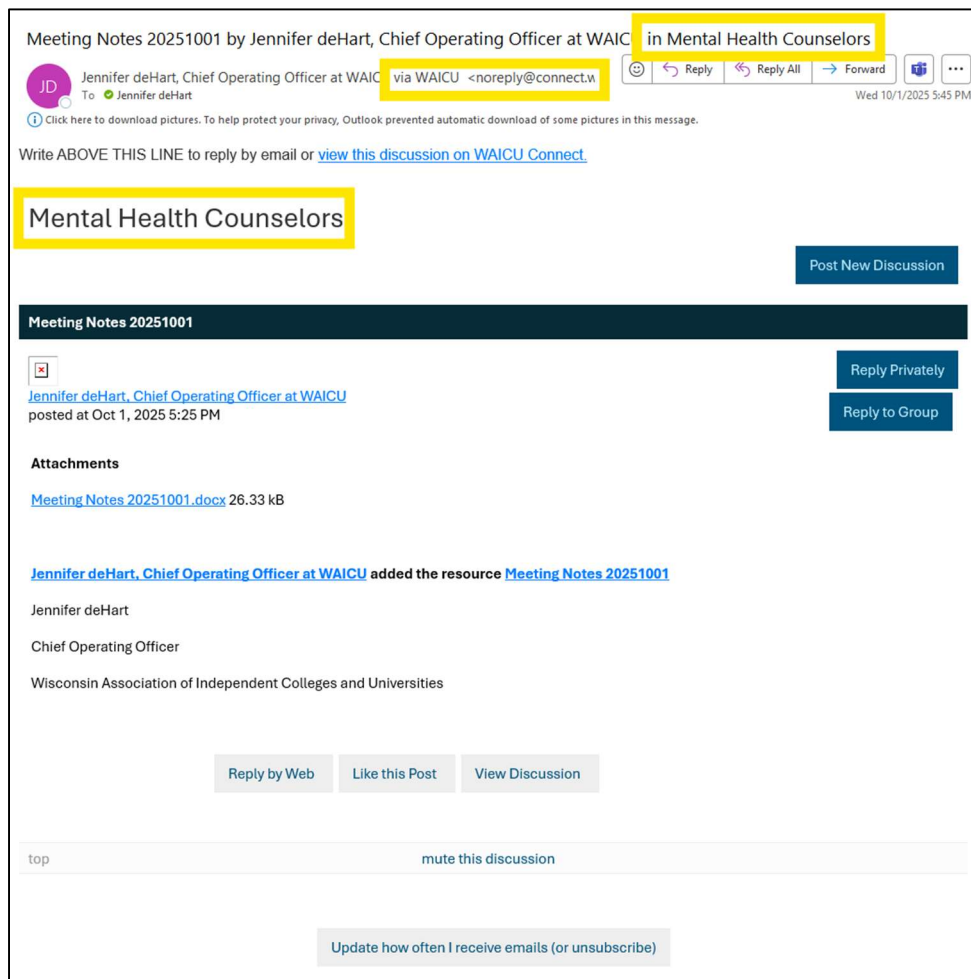 Meeting Notes 20251001 by Jennifer deHart, Chief Operating Officer at WAICU in Mental Health Counselors
JD
Jennifer deHart, Chief Operating Officer at WAIC via WAICU <noreply@connect.w
Reply
Reply All
Forward
To Jennifer deHart
Wed 10/1/2025 5:45 PM
Click here to download pictures. To help protect your privacy, Outlook prevented automatic download of some pictures in this message.
Write ABOVE THIS LINE to reply by email or view this discussion on WAICU Connect.
Mental Health Counselors
Post New Discussion
Meeting Notes 20251001
Reply Privately
Jennifer deHart, Chief Operating Officer at WAICU
posted at Oct 1, 2025 5:25 PM
Reply to Group
Attachments
Meeting Notes 20251001.docx 26.33 kB
Jennifer deHart, Chief Operating Officer at WAICU added the resource Meeting Notes 20251001
Jennifer deHart
Chief Operating Officer
Wisconsin Association of Independent Colleges and Universities
Reply by Web
Like this Post
View Discussion
top
mute this discussion
Update how often I receive emails (or unsubscribe)